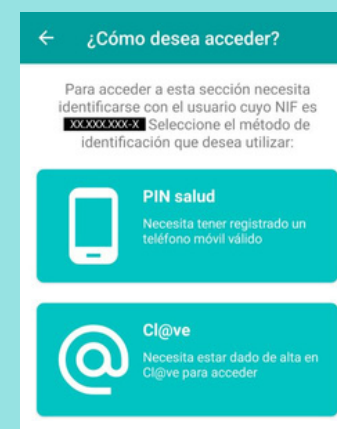 ¿Cómo desea acceder?
Para acceder a esta sección necesita
identificarse con el usuario cuyo NIF es
XX.XXX.XXX-X Seleccione el método de
identificación que desea utilizar:
PIN salud
Necesita tener registrado un
teléfono móvil válido
Cl@ve
Necesita estar dado de alta en
Cl@ve para acceder